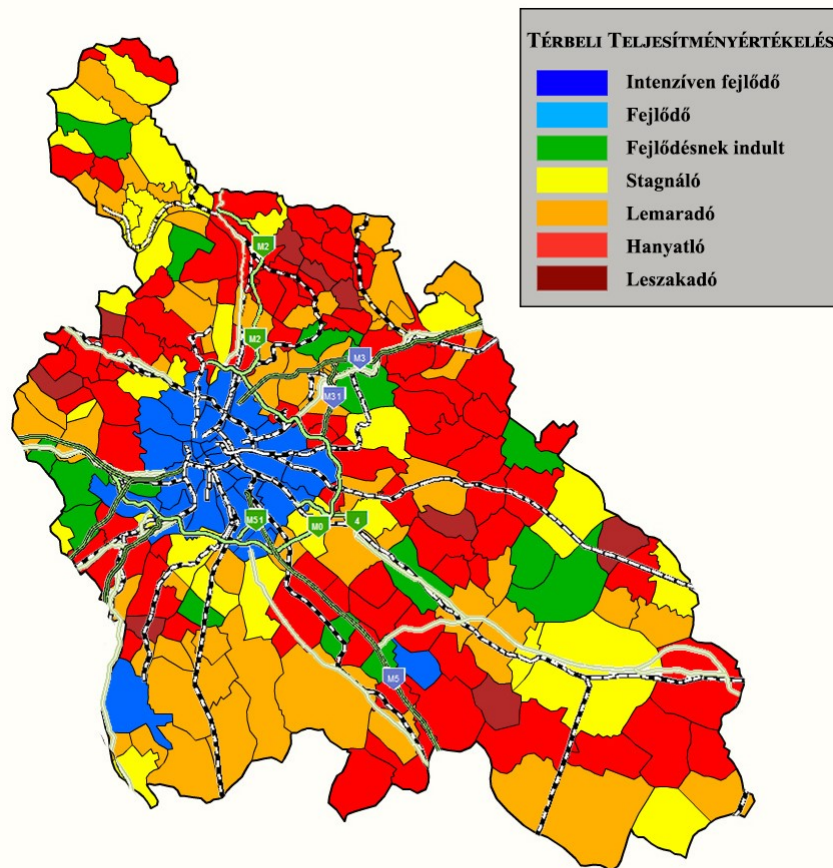 TÉRBELI TELJESÍTMÉNYÉRTÉKELÉS
Intenzíven fejlődő
Fejlődő
Fejlődésnek indult
Stagnáló
Lemaradó
Hanyatló
Leszakadó
M2
M2
M3
M31
M51
M0
4
M5